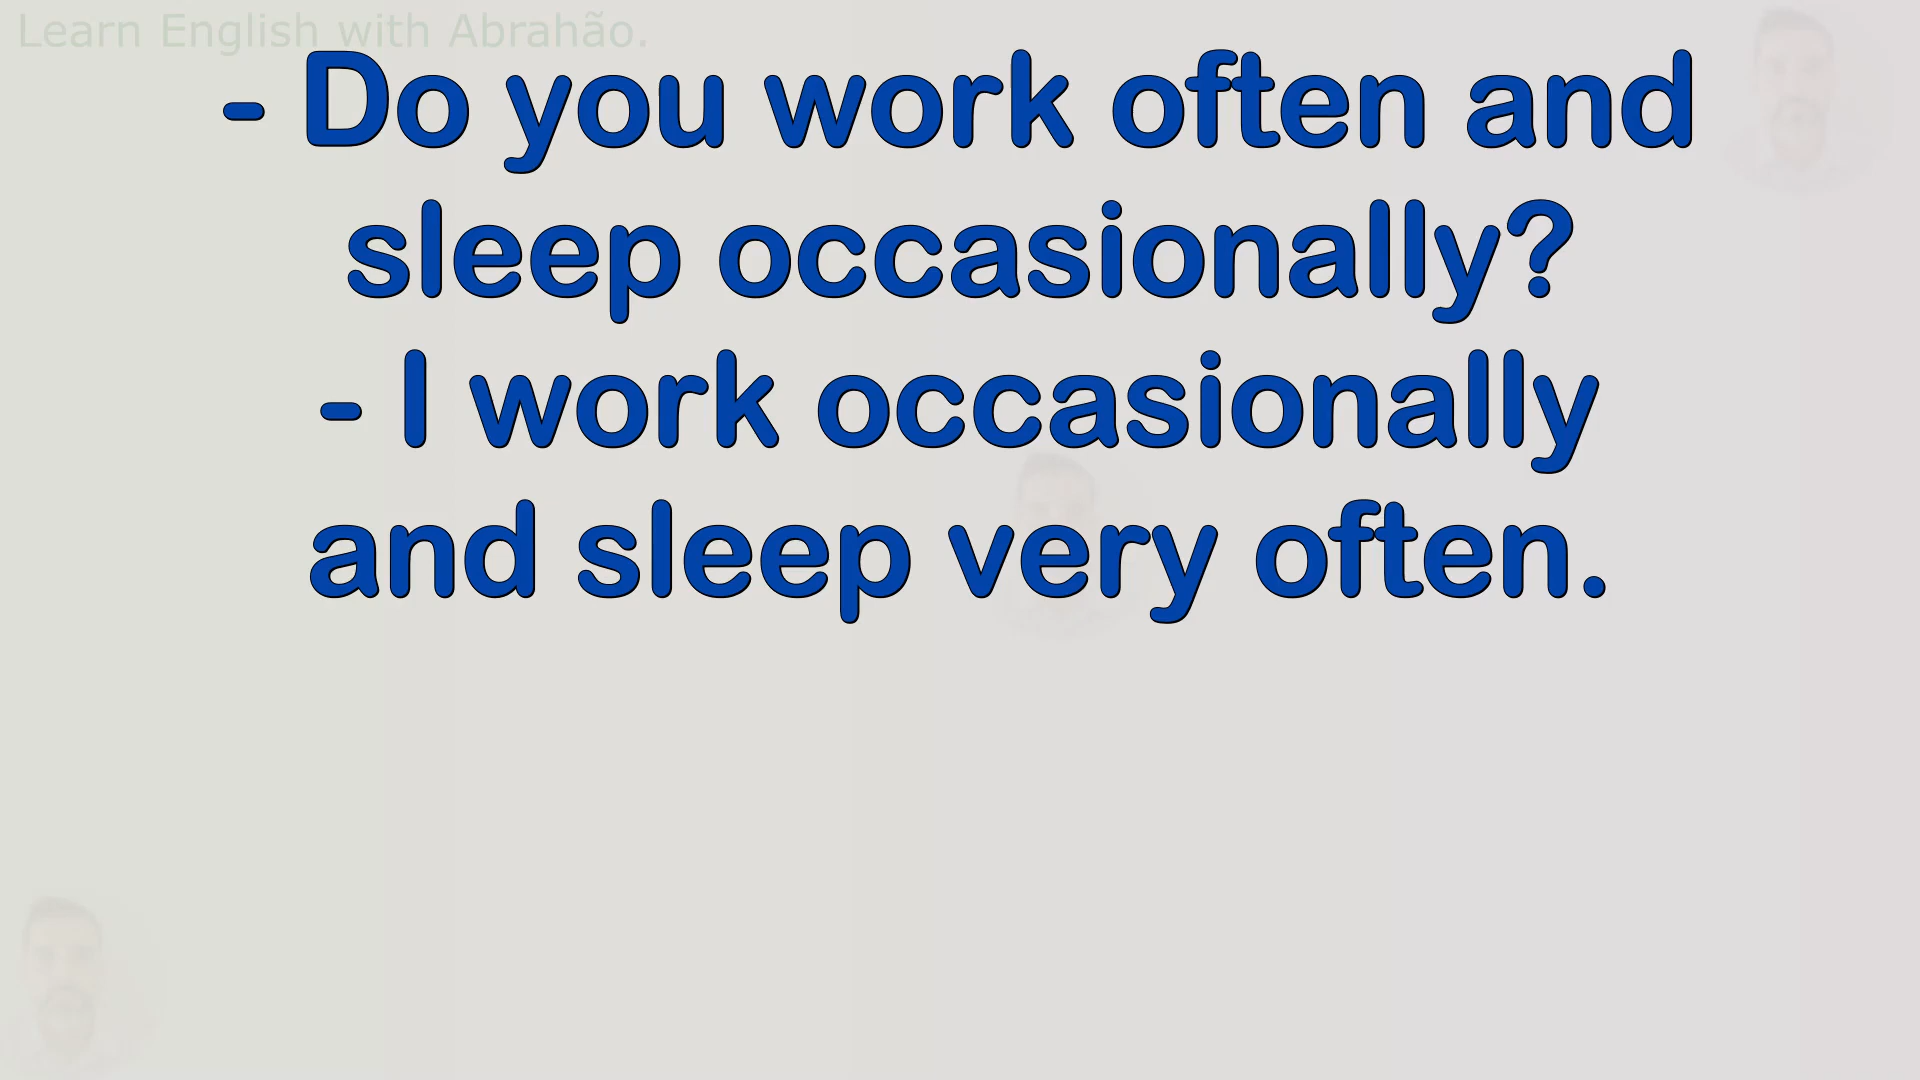 Learn English with Abrahão.
- Do you work often and
sleep occasionally?
- I work occasionally
and sleep very often.